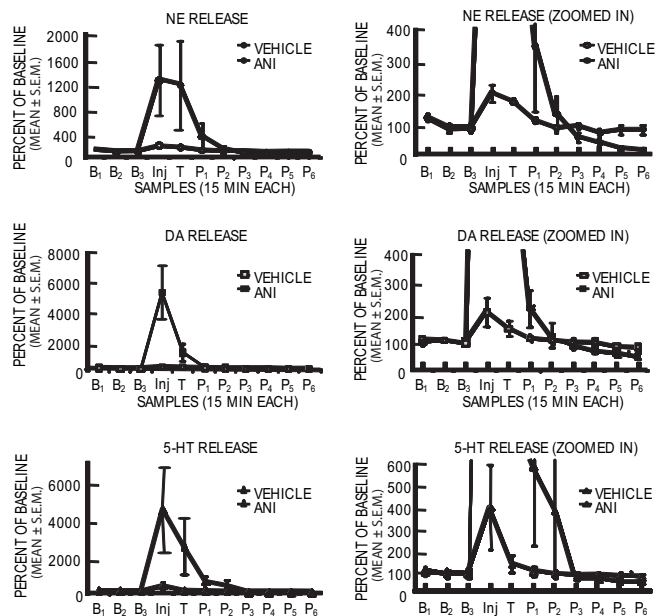 NE RELEASE
PERCENT OF BASELINE
(MEAN ± S.E.M.)
2000
1600
1200
800
400
0
VEHICLE
ANI
B1 B2 B3 Inj T P1 P2 P3 P4 P5 P6
SAMPLES (15 MIN EACH)
NE RELEASE (ZOOMED IN)
PERCENT OF BASELINE
(MEAN ± S.E.M.)
400
300
200
100
0
VEHICLE
ANI
B1 B2 B3 Inj T P1 P2 P3 P4 P5 P6
SAMPLES (15 MIN EACH)
DA RELEASE
PERCENT OF BASELINE
(MEAN ± S.E.M.)
8000
6000
4000
2000
0
VEHICLE
ANI
B1 B2 B3 Inj T P1 P2 P3 P4 P5 P6
SAMPLES (15 MIN EACH)
DA RELEASE (ZOOMED IN)
PERCENT OF BASELINE
(MEAN ± S.E.M.)
400
300
200
100
0
VEHICLE
ANI
B1 B2 B3 Inj T P1 P2 P3 P4 P5 P6
SAMPLES (15 MIN EACH)
5-HT RELEASE
PERCENT OF BASELINE
(MEAN ± S.E.M.)
6000
4000
2000
0
VEHICLE
ANI
B1 B2 B3 Inj T P1 P2 P3 P4 P5 P6
5-HT RELEASE (ZOOMED IN)
PERCENT OF BASELINE
(MEAN ± S.E.M.)
600
500
400
300
200
100
0
VEHICLE
ANI
B1 B2 B3 Inj T P1 P2 P3 P4 P5 P6